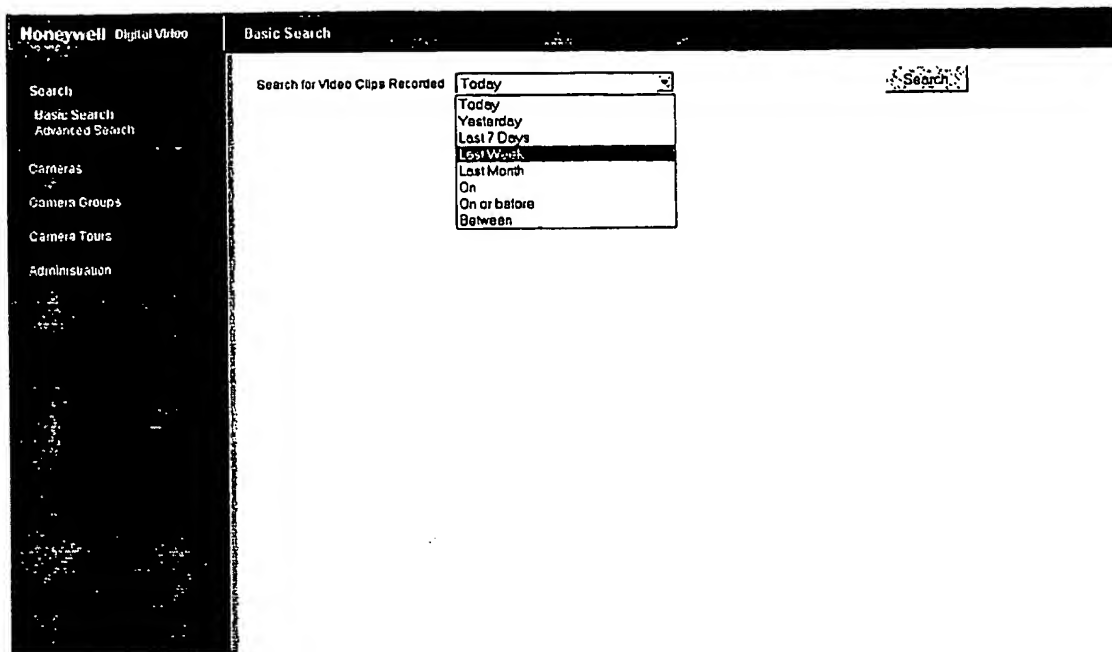 Honeywell Digital Video
Basic Search
Search
Basic Search
Advanced Search
Cameras
Camera Groups
Camera Tours
Administration
Search for Video Clips Recorded Today Search
Today
Yesterday
Last 7 Days
Last Week
Last Month
On
On or before
Between